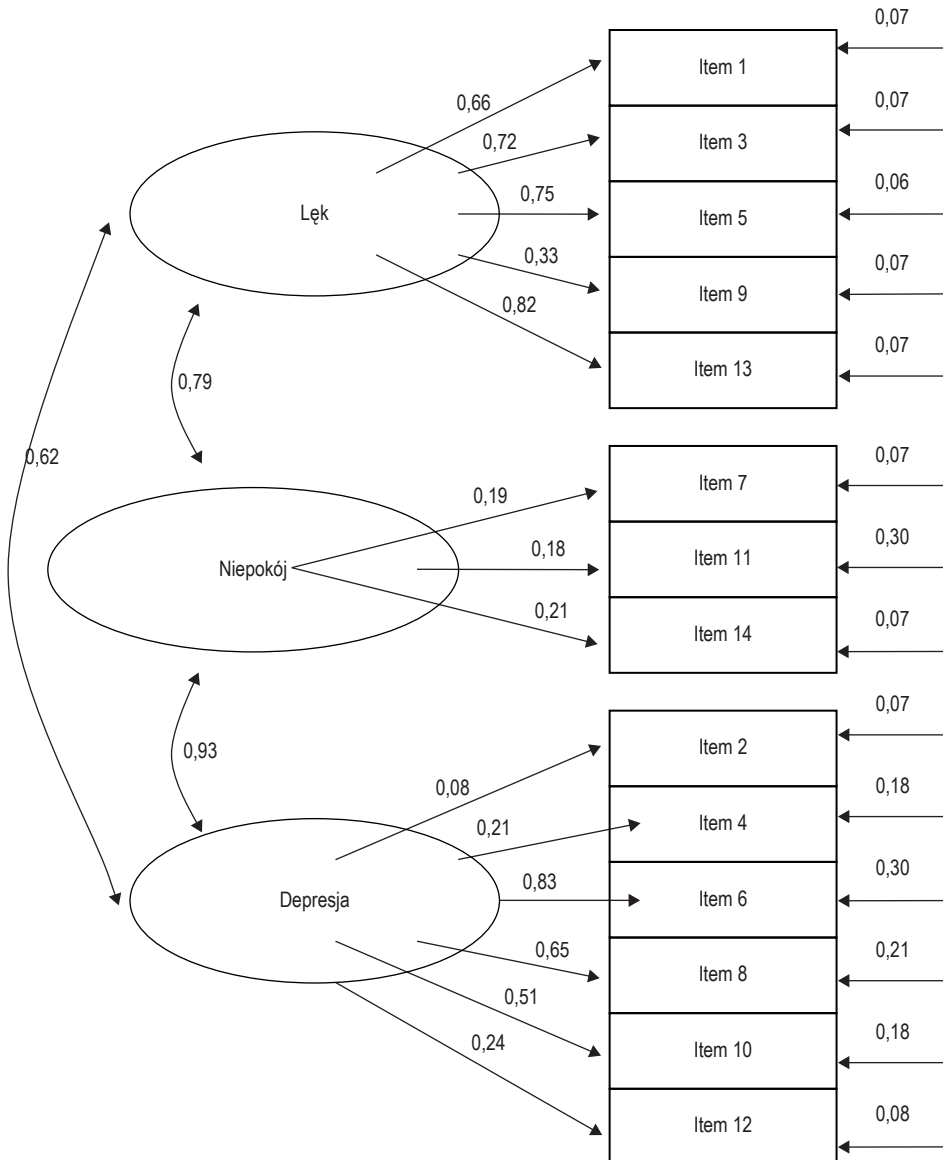 0,07
Item 1
0,66
0,07
0,72
Item 3
0,06
Lęk
0,75
Item 5
0,33
0,07
Item 9
0,82
0,07
Item 13
0,79
0,62
0,07
Item 7
0,19
0,30
Niepokój
0,18
Item 11
0,21
0,07
Item 14
0,07
Item 2
0,93
0,08
0,18
0,21
Item 4
0,30
Depresja
0,83
Item 6
0,21
0,65
Item 8
0,51
0,18
0,24
Item 10
0,08
Item 12